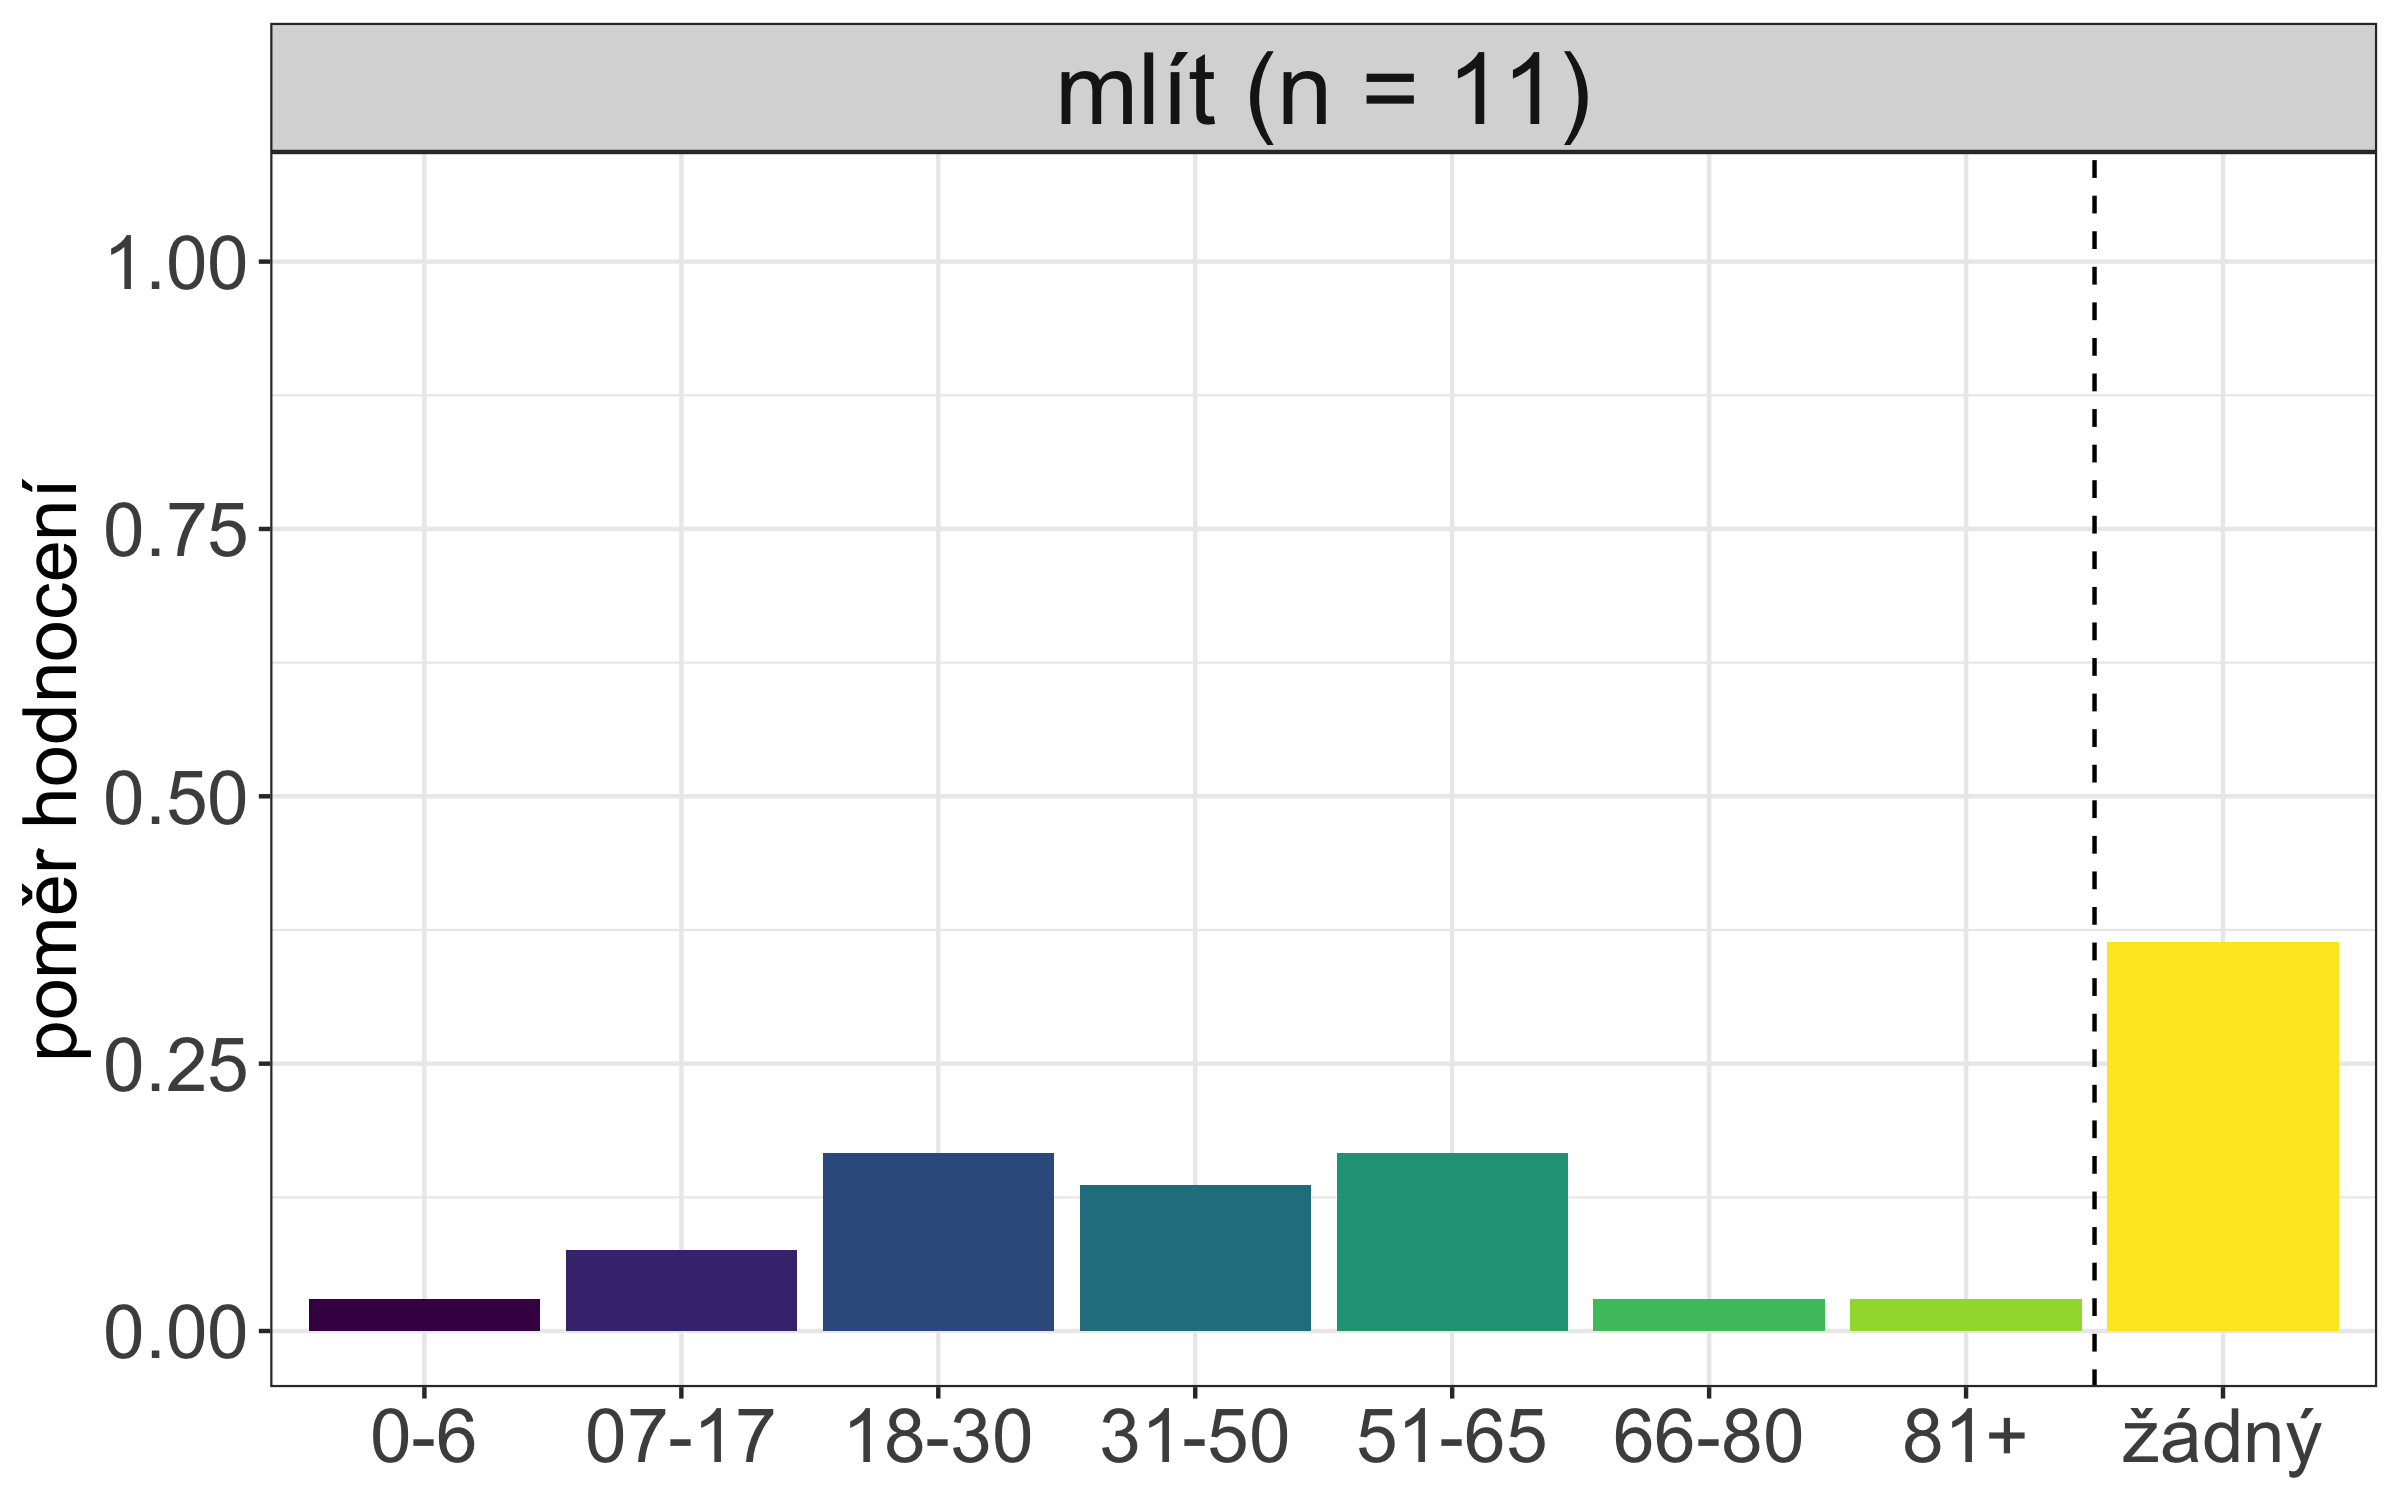 mlít (n = 11)
poměr hodnocení
1.00
0.75
0.50
0.25
0.00
0-6 07-17 18-30 31-50 51-65 66-80 81+ žádný